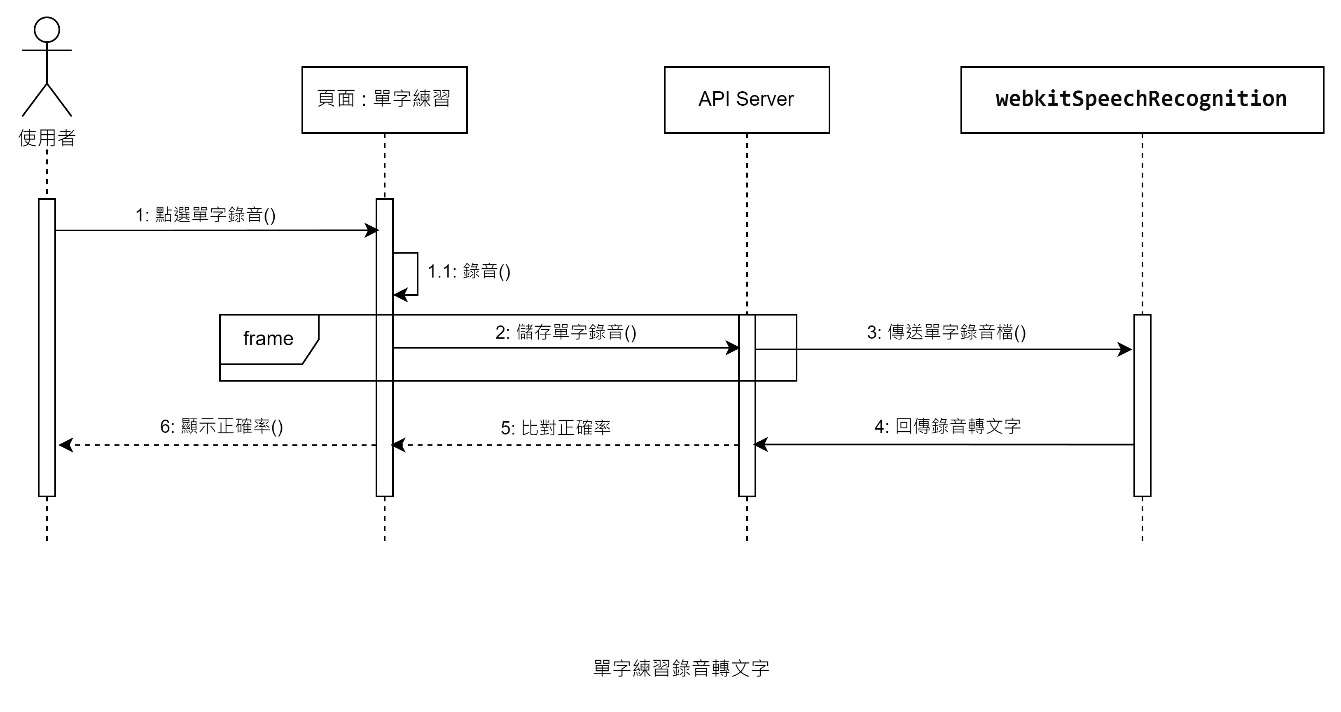 使用者
頁面 : 單字練習
API Server
webkitSpeechRecognition
1: 點選單字錄音()
1.1: 錄音()
frame
2: 儲存單字錄音()
3: 傳送單字錄音檔()
6: 顯示正確率()
5: 比對正確率
4: 回傳錄音轉文字
單字練習錄音轉文字